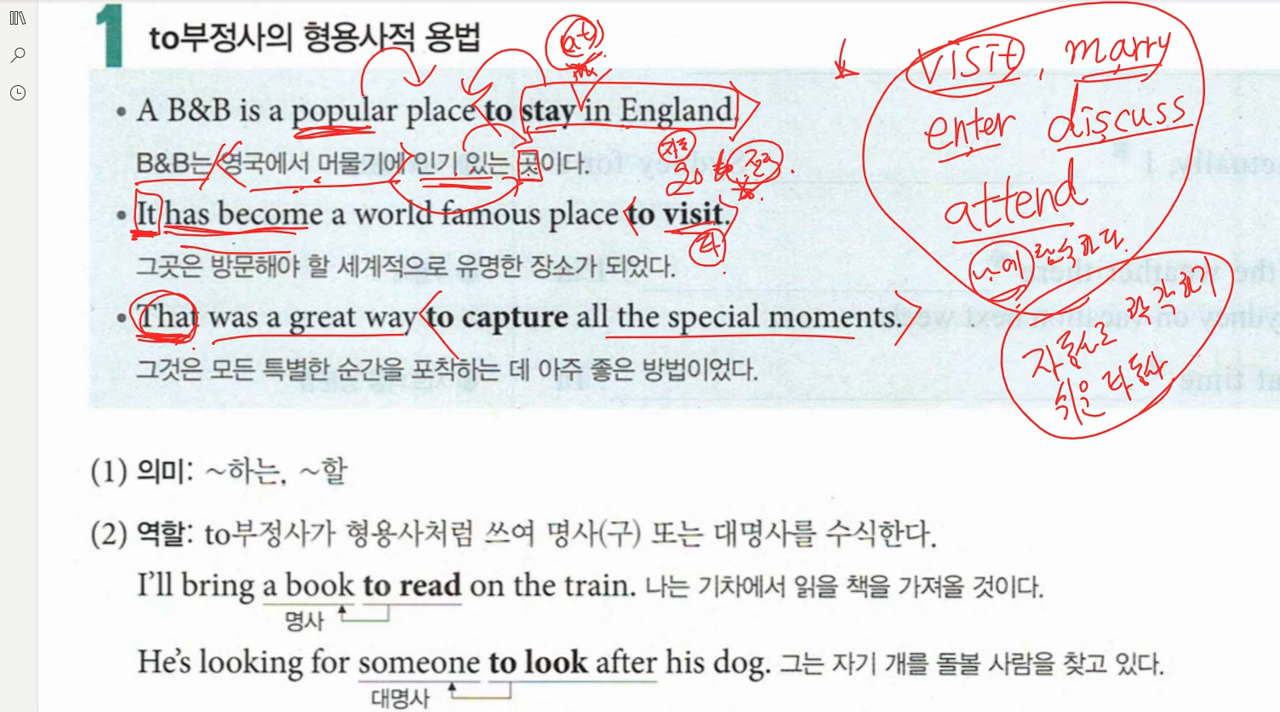 1 to부정사의 형용사적 용법
at
visit, marry
enter discuss
attend
• A B&B is a popular place to stay in England.
B&B는 영국에서 머물기에 인기 있는 곳이다.
• It has become a world famous place to visit.
타
그곳은 방문해야 할 세계적으로 유명한 장소가 되었다.
• That was a great way to capture all the special moments.
자동사로 착각하기
쉬운 타동사
그것은 모든 특별한 순간을 포착하는 데 아주 좋은 방법이었다.
(1) 의미: ~하는, ~할
(2) 역할: to부정사가 형용사처럼 쓰여 명사(구) 또는 대명사를 수식한다.
I'll bring a book to read on the train. 나는 기차에서 읽을 책을 가져올 것이다.
명사
He's looking for someone to look after his dog. 그는 자기 개를 돌볼 사람을 찾고 있다.
대명사